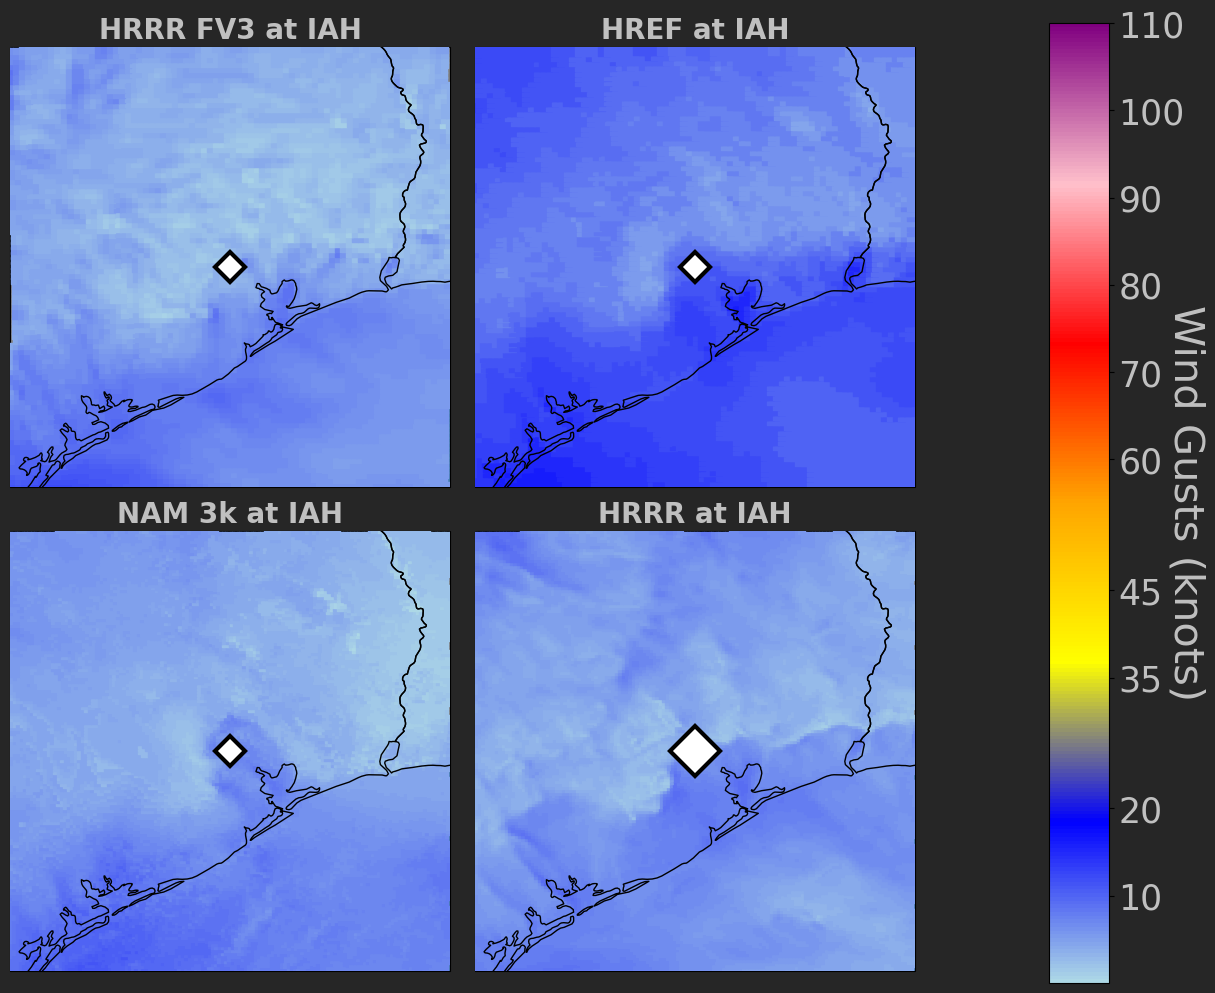 HRRR FV3 at IAH
HREF at IAH
NAM 3k at IAH
HRRR at IAH
110
100
90
80
70
60
45
35
20
10
Wind Gusts (knots)